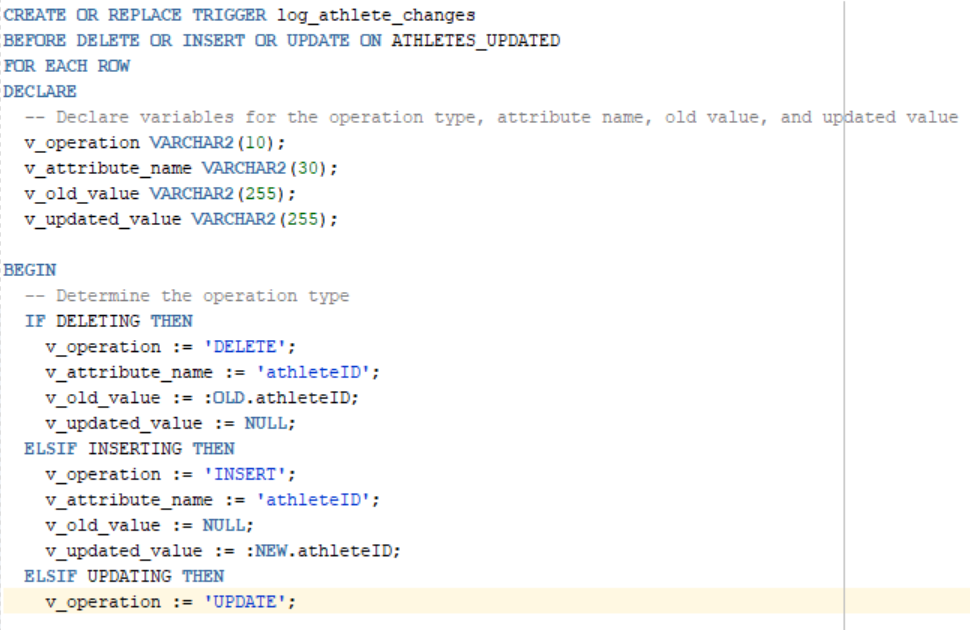 CREATE OR REPLACE TRIGGER log_athlete_changes
BEFORE DELETE OR INSERT OR UPDATE ON ATHLETES_UPDATED
FOR EACH ROW
DECLARE
  -- Declare variables for the operation type, attribute name, old value, and updated value
  v_operation VARCHAR2(10);
  v_attribute_name VARCHAR2(30);
  v_old_value VARCHAR2(255);
  v_updated_value VARCHAR2(255);

BEGIN
  -- Determine the operation type
  IF DELETING THEN
    v_operation := 'DELETE';
    v_attribute_name := 'athleteID';
    v_old_value := :OLD.athleteID;
    v_updated_value := NULL;
  ELSIF INSERTING THEN
    v_operation := 'INSERT';
    v_attribute_name := 'athleteID';
    v_old_value := NULL;
    v_updated_value := :NEW.athleteID;
  ELSIF UPDATING THEN
    v_operation := 'UPDATE';